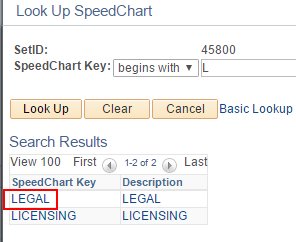 Look Up SpeedChart
SetID: 45800
SpeedChart Key: begins with L
Look Up Clear Cancel Basic Lookup
Search Results
View 100 First 1-2 of 2 Last
SpeedChart Key Description
LEGAL LEGAL
LICENSING LICENSING